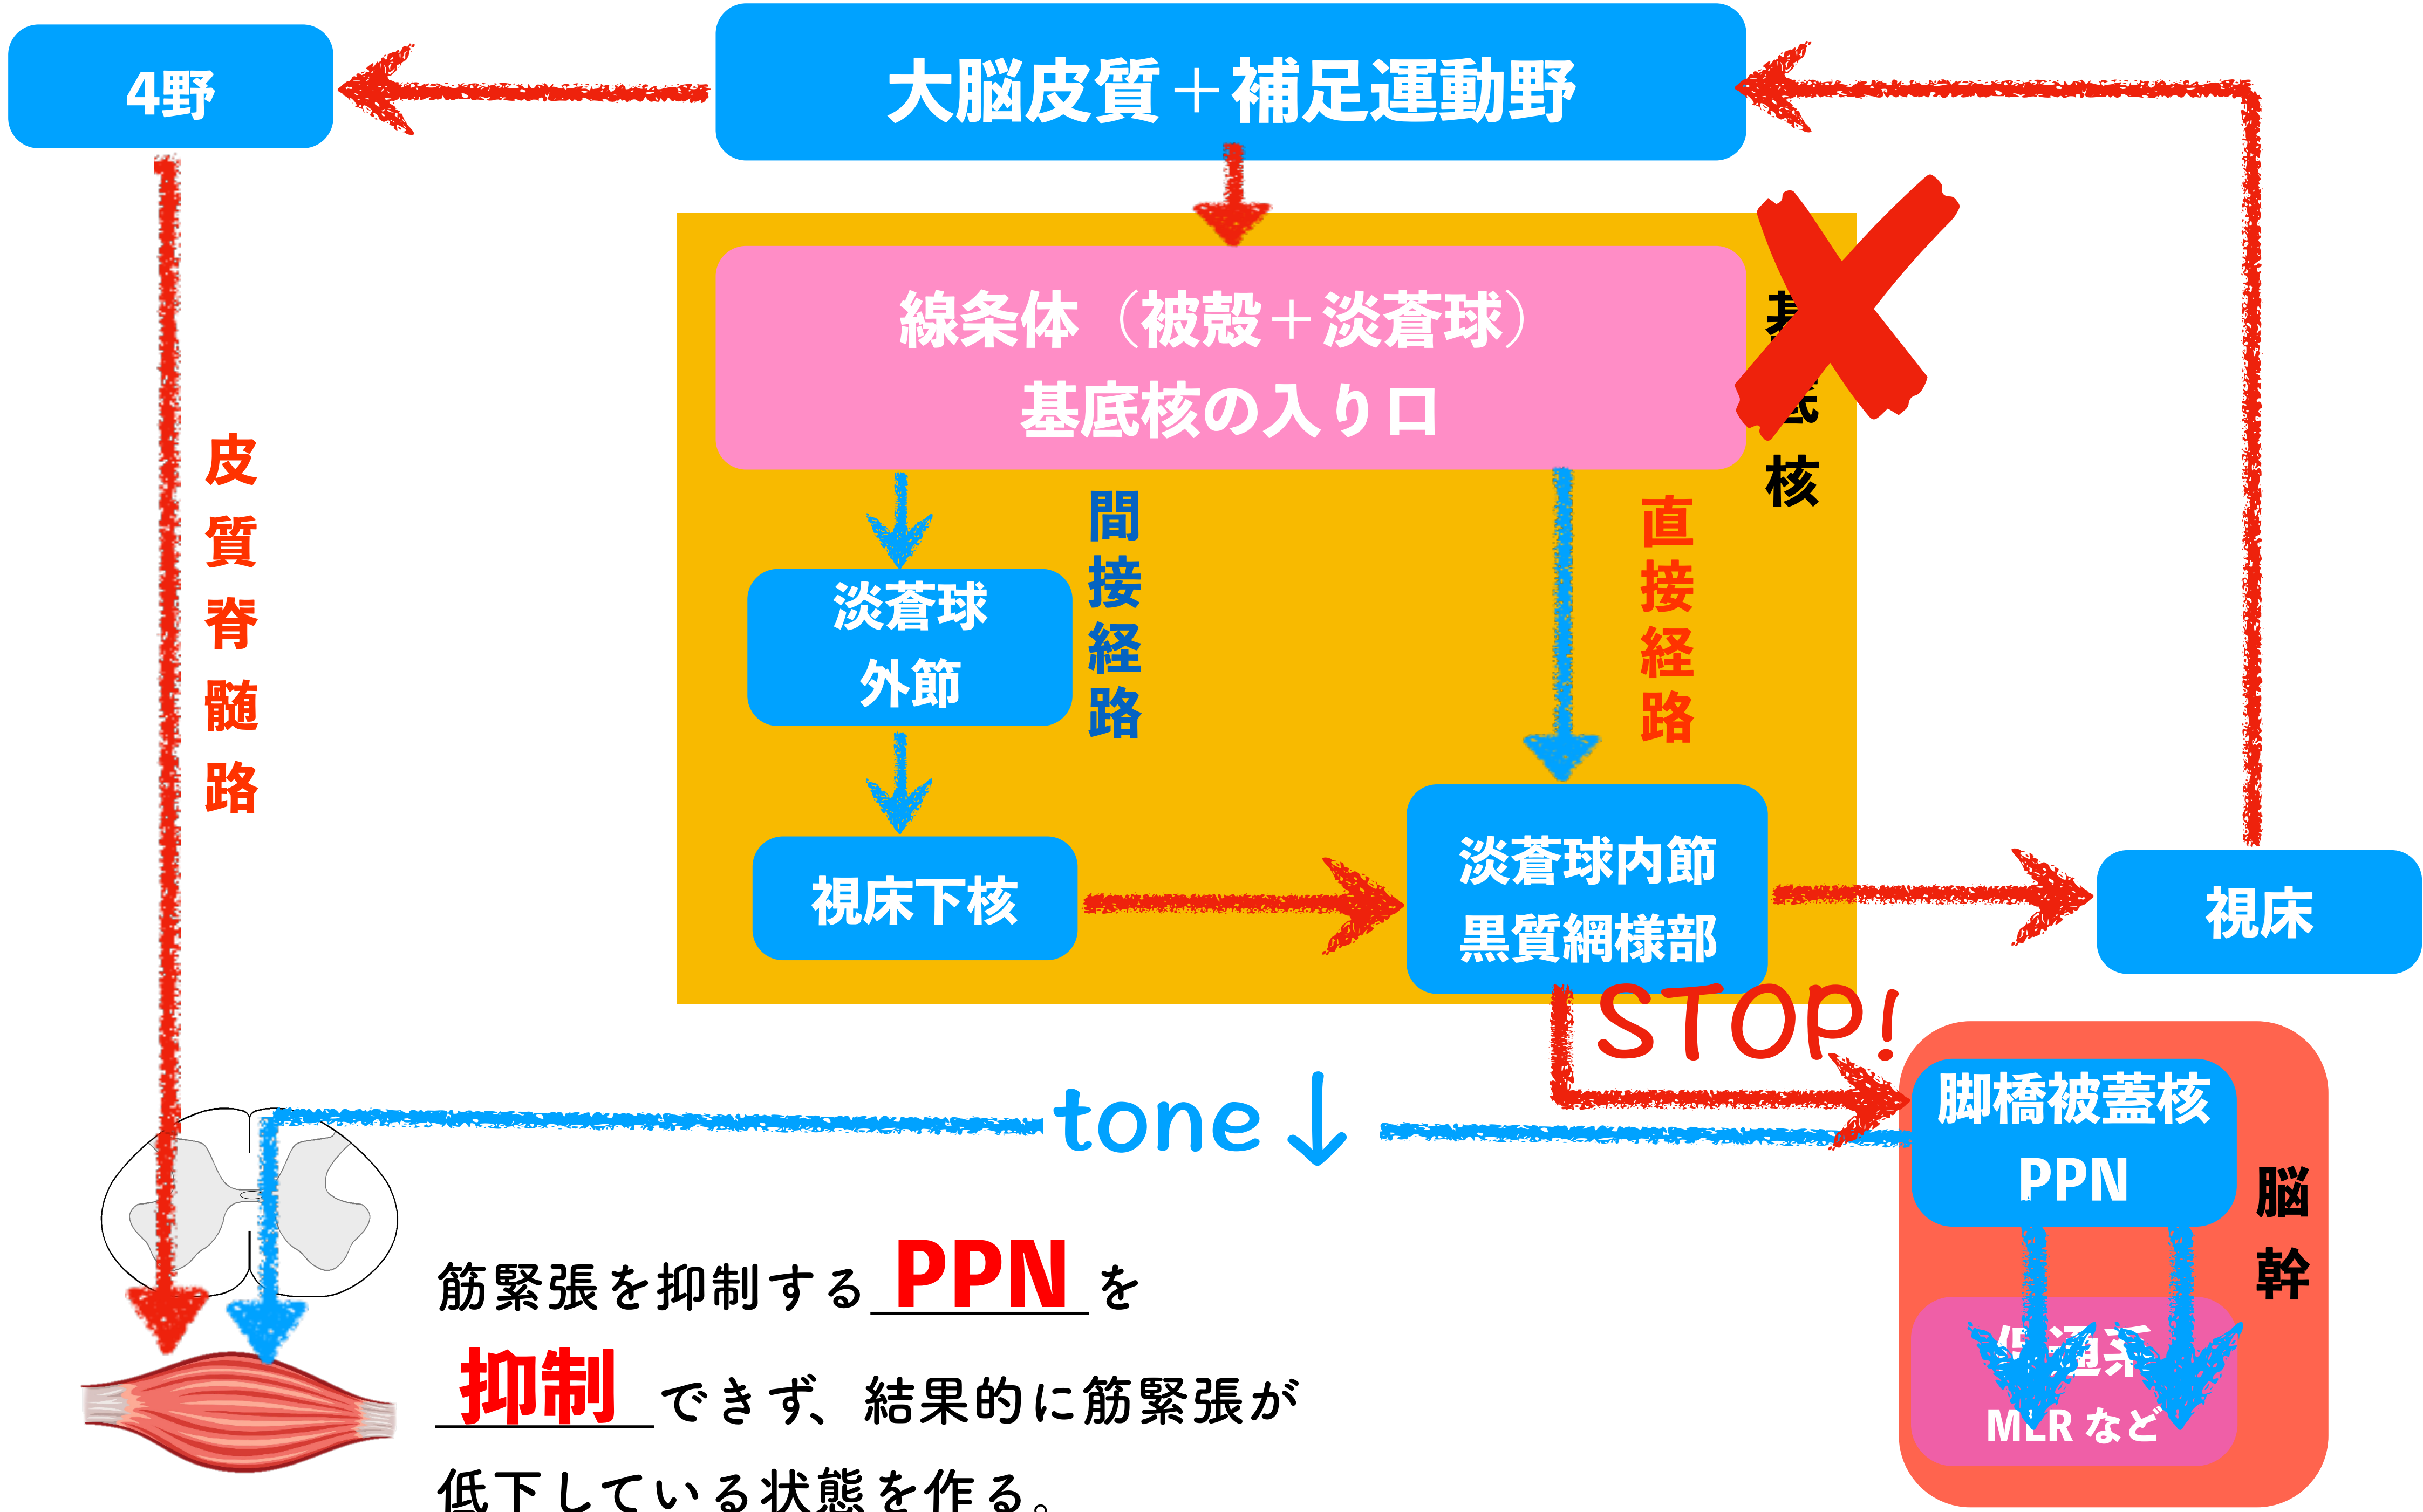 4野
大脳皮質＋補足運動野
線条体（被殻＋淡蒼球）
基底核の入り口
基底核
間接経路
直接経路
淡蒼球
外節
視床下核
淡蒼球内節
黒質網様部
視床
皮質脊髄路
STOP!
tone ↓
脚橋被蓋核
PPN
脳幹
MLR など
筋緊張を抑制する PPN を
抑制 できず、結果的に筋緊張が
低下している状態を作る。